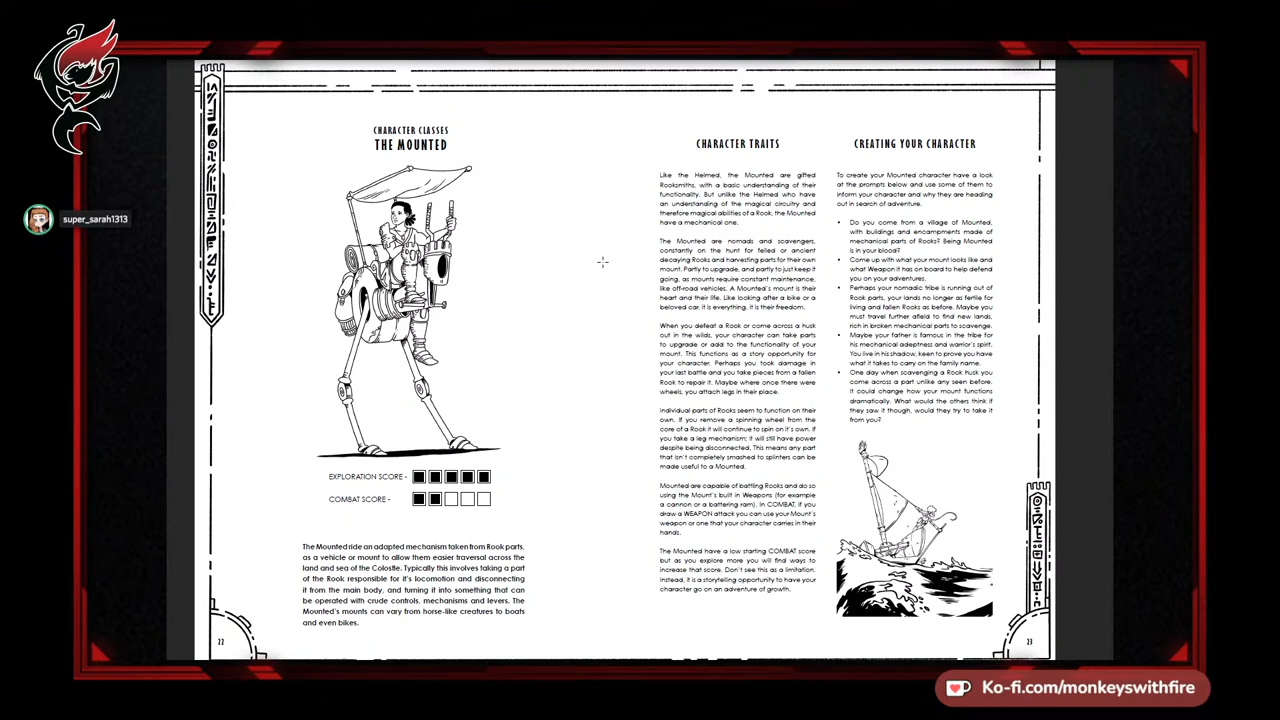 super_sarah1313
CHARACTER CLASSES
THE MOUNTED
EXPLORATION SCORE -
COMBAT SCORE -
The Mounted ride an adapted mechanism taken from Rook parts,
as a vehicle or mount to allow them easier traversal across the
land and sea of the Colostle. Typically this involves taking a part
of the Rook responsible for it's locomotion and disconnecting
it from the main body, and turning it into something that can
be operated with crude controls, mechanisms and levers. The
Mounted's mounts can vary from horse-like creatures to boats
and even bikes.
22
CHARACTER TRAITS
Like the Helmed, the Mounted are gifted
Rooksmiths, with a basic understanding of their
functionality. But unlike the Helmed who have
an understanding of the magical circuitry and
therefore magical abilities of a Rook, the Mounted
have a mechanical one.
The Mounted are nomads and scavengers,
constantly on the hunt for felled or ancient
decaying Rooks and harvesting parts for their own
mount. Partly to upgrade, and partly to just keep it
going, as mounts require constant maintenance,
like off-road vehicles. A Mounted's mount is their
heart and their life. Like looking after a bike or a
beloved car, it is everything, it is their freedom.
When you defeat a Rook or come across a husk
out in the wilds, your character can take parts
to upgrade or add to the functionality of your
mount. This functions as a story opportunity for
your character. Perhaps you took damage in
your last battle and you take pieces from a fallen
Rook to repair it. Maybe where once there were
wheels, you attach legs in their place.
Individual parts of Rooks seem to function on their
own. If you remove a spinning wheel from the
core of a Rook it will continue to spin on it's own. If
you take a leg mechanism; it will still have power
despite being disconnected. This means any part
that isn't completely smashed to splinters can be
made useful to a Mounted.
Mounted are capable of battling Rooks and do so
using the Mount's built in Weapons (for example
a cannon or a battering ram). In COMBAT, if you
draw a WEAPON attack you can use your Mount's
weapon or one that your character carries in their
hands.
The Mounted have a low starting COMBAT score
but as you explore more you will find ways to
increase that score. Don't see this as a limitation.
Instead, it is a storytelling opportunity to have your
character go on an adventure of growth.
CREATING YOUR CHARACTER
To create your Mounted character have a look
at the prompts below and use some of them to
inform your character and why they are heading
out in search of adventure.
• Do you come from a village of Mounted,
with buildings and encampments made of
mechanical parts of Rooks? Being Mounted
is in your blood?
• Come up with what your mount looks like and
what Weapon it has on board to help defend
you on your adventures.
• Perhaps your nomadic tribe is running out of
Rook parts, your lands no longer as fertile for
living and fallen Rooks as before. Maybe you
must travel further afield to find new lands,
rich in broken mechanical parts to scavenge.
• Maybe your father is famous in the tribe for
his mechanical adeptness and warrior's spirit.
You live in his shadow, keen to prove you have
what it takes to carry on the family name.
• One day when scavenging a Rook husk you
come across a part unlike any seen before.
It could change how your mount functions
dramatically. What would the others think if
they saw it though, would they try to take it
from you?
23
Ko-fi.com/monkeyswithfire